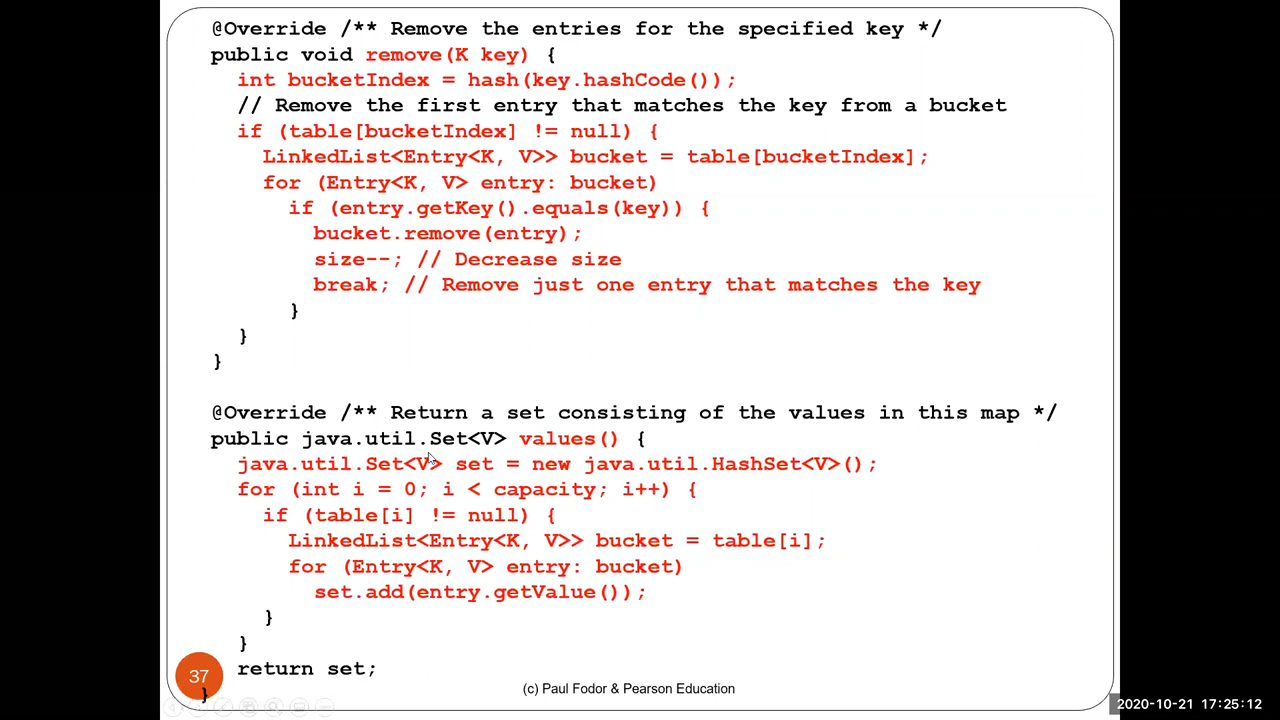 @Override /** Remove the entries for the specified key */
public void remove(K key) {
int bucketIndex = hash(key.hashCode());
// Remove the first entry that matches the key from a bucket
if (table[bucketIndex] != null) {
LinkedList<Entry<K, V>> bucket = table[bucketIndex];
for (Entry<K, V> entry: bucket)
if (entry.getKey().equals(key)) {
bucket.remove(entry);
size--; // Decrease size
break; // Remove just one entry that matches the key
}
}
}
@Override /** Return a set consisting of the values in this map */
public java.util.Set<V> values() {
java.util.Set<V> set = new java.util.HashSet<V>();
for (int i = 0; i < capacity; i++) {
if (table[i] != null) {
LinkedList<Entry<K, V>> bucket = table[i];
for (Entry<K, V> entry: bucket)
set.add(entry.getValue());
}
}
return set;
}
37
(c) Paul Fodor & Pearson Education
2020-10-21 17:25:12